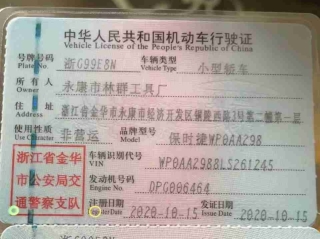 中华人民共和国机动车行驶证
Vehicle License of the People's Republic of China
号牌号码 浙G99E8N 车辆类型 小型轿车
Plate No. Vehicle Type
所有人 永康市林群工具厂
Owner
住址 浙江省金华市永康市经济开发区铜陵西路3号第二幢第一层
Address
使用性质 非营运 品牌型号 保时捷WP0AA298
Use Character Model
浙江省金华
市公安局交
通警察支队
车辆识别代号 WP0AA2988LS261245
VIN
发动机号码 DPG006464
Engine No.
注册日期 2020-10-15 发证日期 2020-10-15
Register Date Issue Date